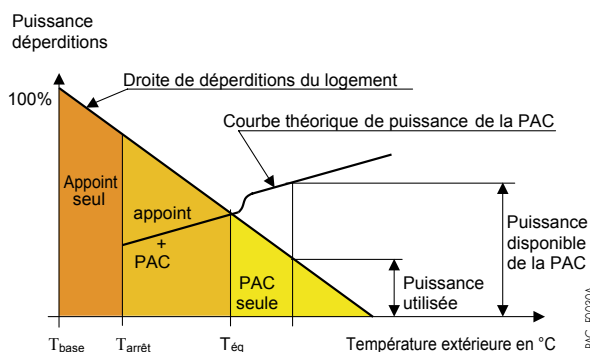 Puissance
déperditions
Droite de déperditions du logement
100%
Courbe théorique de puissance de la PAC
Appoint
seul
appoint
+
PAC
PAC
seule
Puissance
utilisée
Puissance
disponible
de la PAC
Tbase
Tarrêt
Téq
Température extérieure en °C
PAC_F0030A